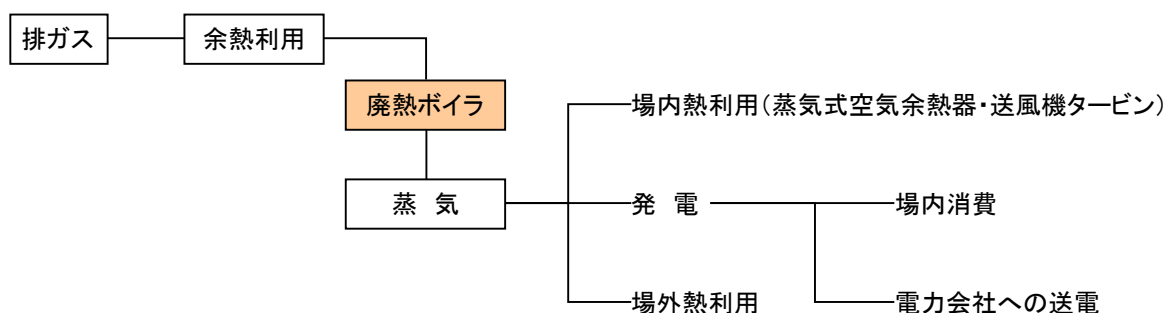 排ガス
余熱利用
廃熱ボイラ
場内熱利用(蒸気式空気余熱器・送風機タービン)
蒸 気
発 電
場内消費
場外熱利用
電力会社への送電